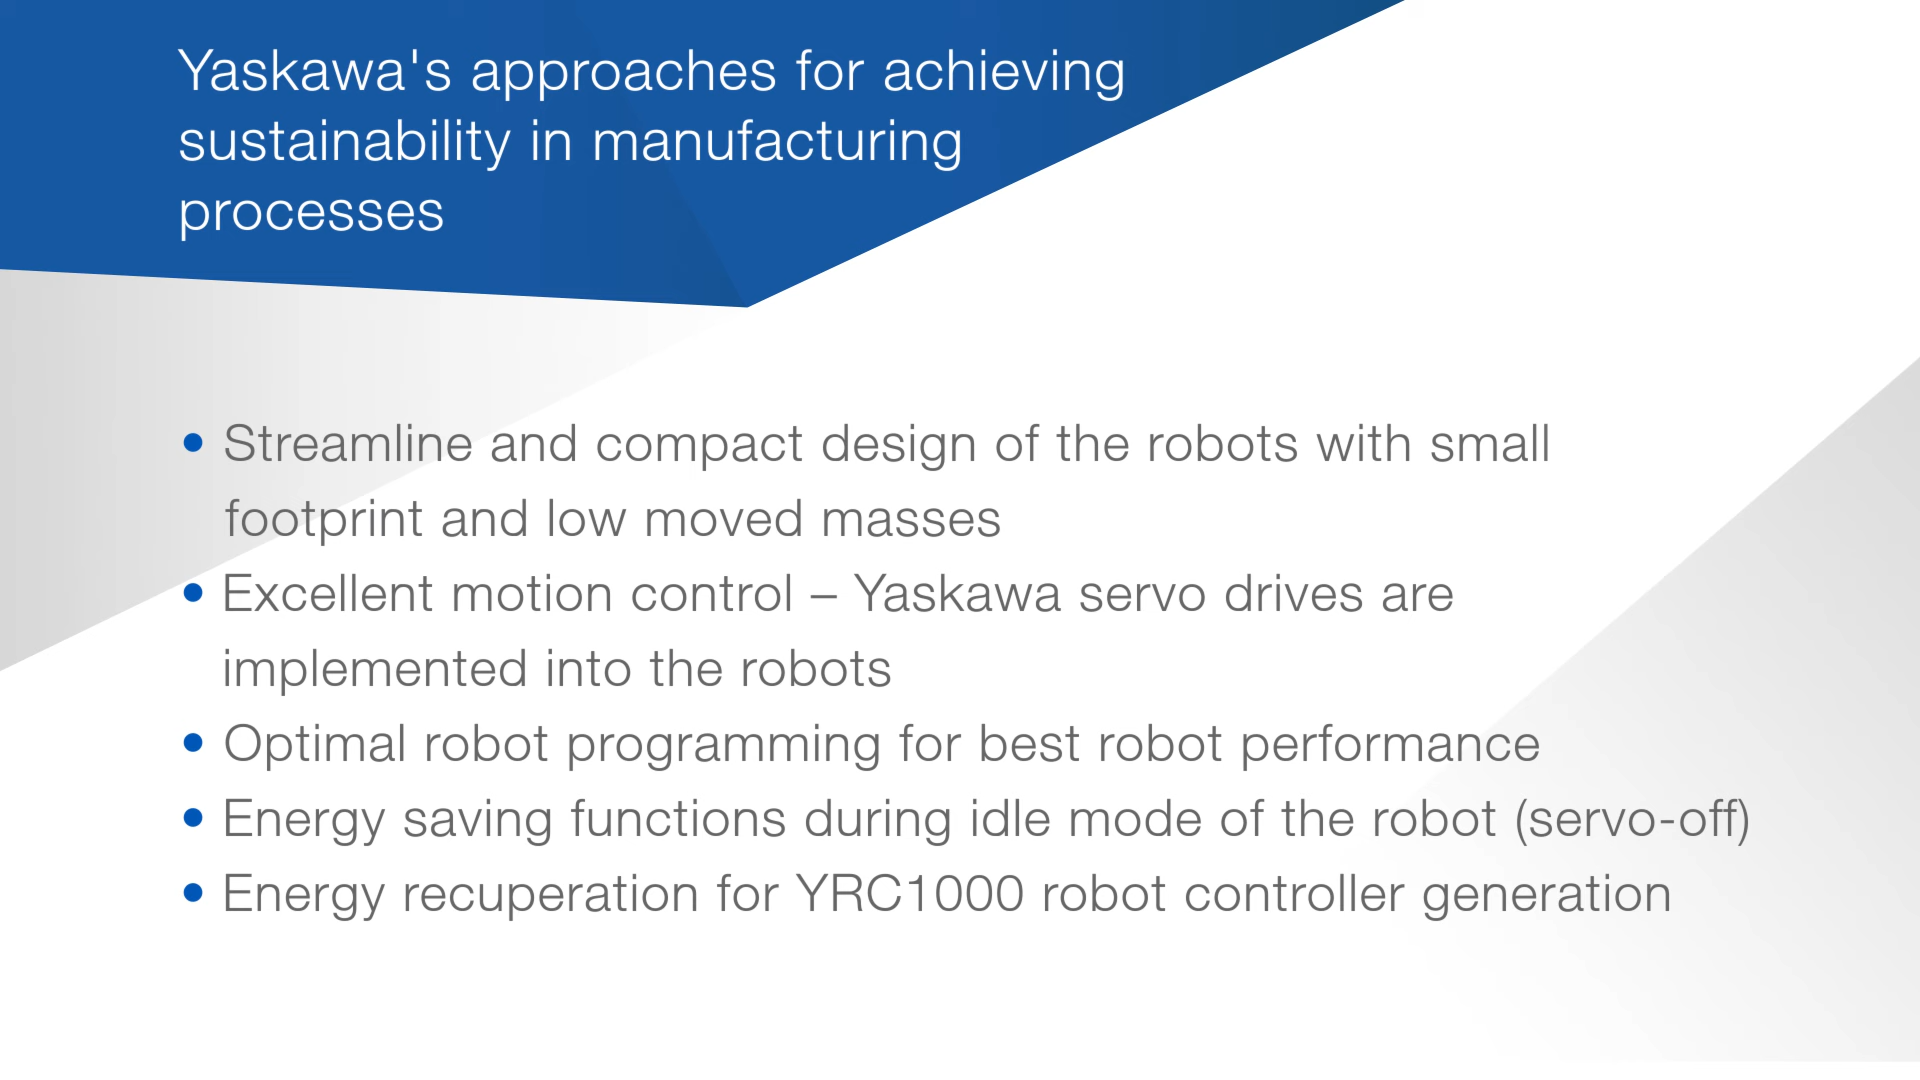 Yaskawa's approaches for achieving
sustainability in manufacturing
processes
• Streamline and compact design of the robots with small
footprint and low moved masses
• Excellent motion control – Yaskawa servo drives are
implemented into the robots
• Optimal robot programming for best robot performance
• Energy saving functions during idle mode of the robot (servo-off)
• Energy recuperation for YRC1000 robot controller generation